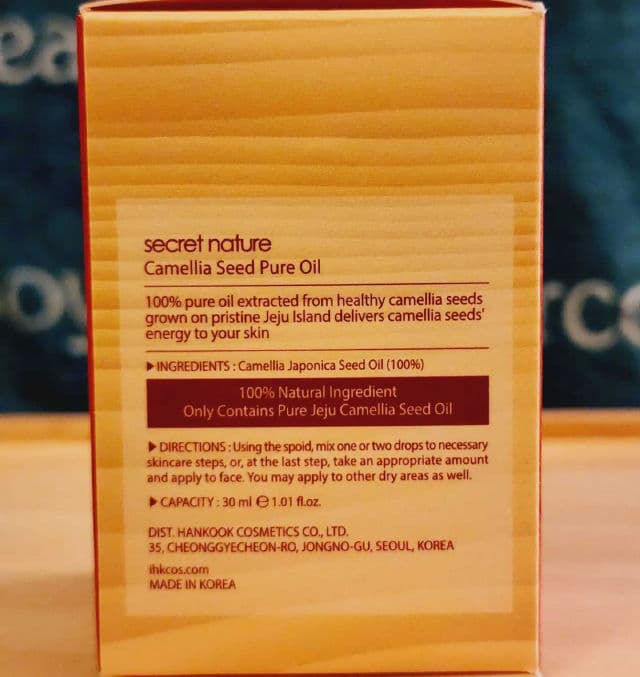 secret nature
Camellia Seed Pure Oil
100% pure oil extracted from healthy camellia seeds
grown on pristine Jeju Island delivers camellia seeds'
energy to your skin
▶INGREDIENTS : Camellia Japonica Seed Oil (100%)
100% Natural Ingredient
Only Contains Pure Jeju Camellia Seed Oil
▶DIRECTIONS : Using the spoid, mix one or two drops to necessary
skincare steps, or, at the last step, take an appropriate amount
and apply to face. You may apply to other dry areas as well.
▶CAPACITY : 30 ml ℮ 1.01 fl.oz.
DIST. HANKOOK COSMETICS CO., LTD.
35, CHEONGGYECHEON-RO, JONGNO-GU, SEOUL, KOREA
ihkcos.com
MADE IN KOREA